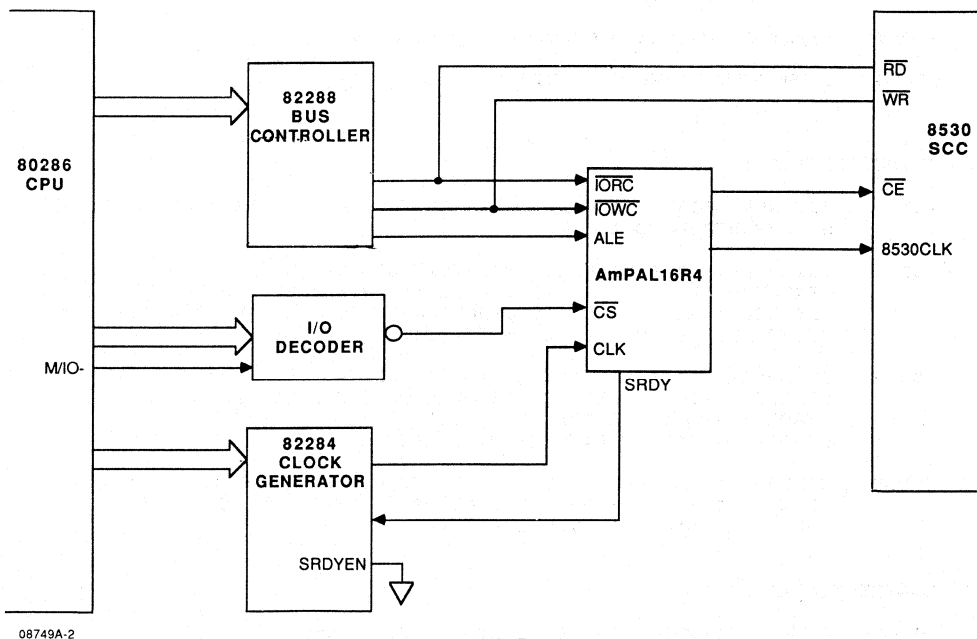 80286
CPU
M/IO-
82288
BUS
CONTROLLER
I/O
DECODER
82284
CLOCK
GENERATOR
SRDYEN
IORC
IOWC
ALE
AmPAL16R4
CS
CLK
SRDY
RD
WR
8530
SCC
CE
8530CLK
08749A-2